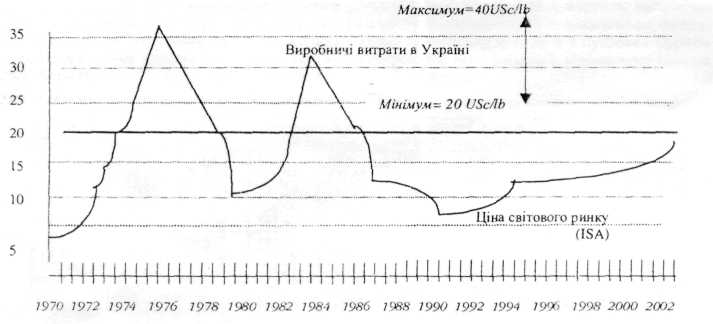 Максимум=40USc/lb
35
Виробничі витрати в Україні
30
25
Мінімум= 20 USc/lb
20
15
10
Ціна світового ринку
(ISA)
5
1970 1972 1974 1976 1978 1980 1982 1984 1986 1988 1990 1992 1994 1996 1998 2000 2002